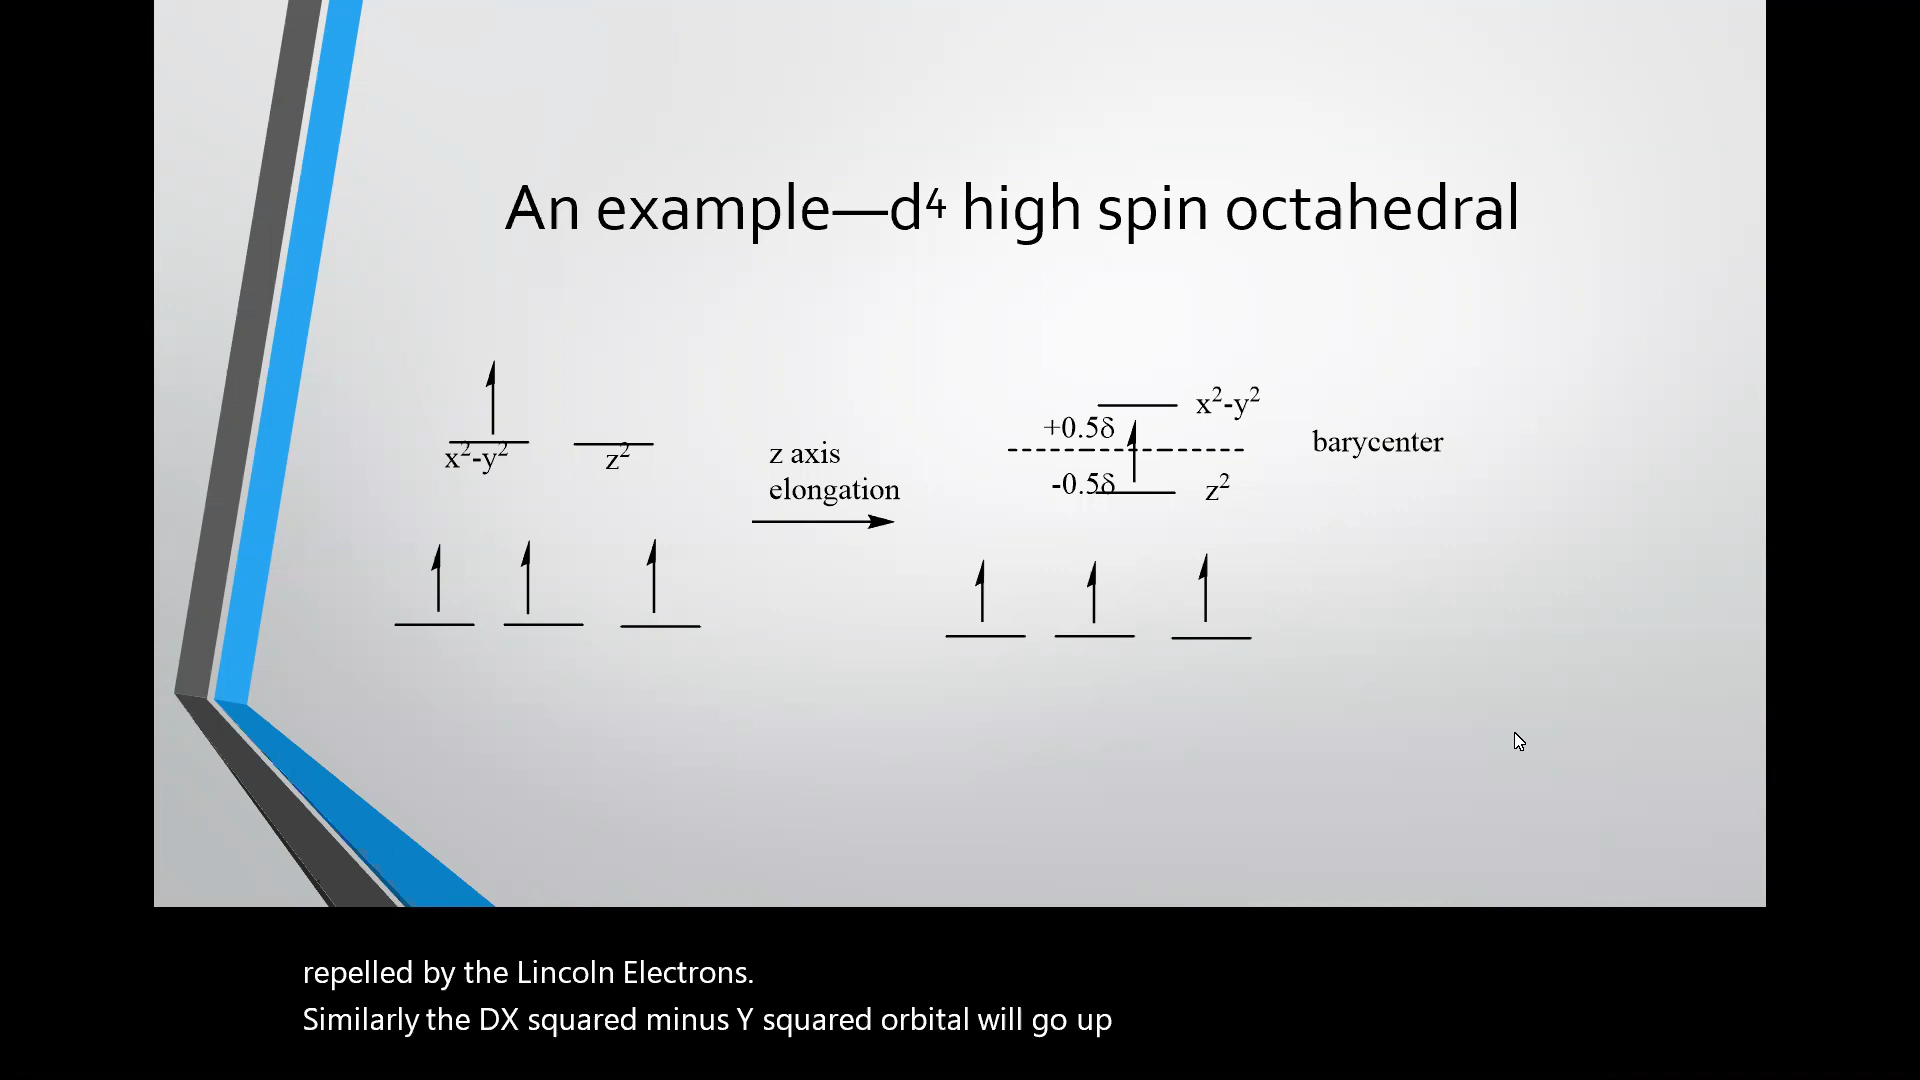 An example—d⁴ high spin octahedral
x²-y²
z²
z axis
elongation
x²-y²
+0.5δ
barycenter
-0.5δ
z²
repelled by the Lincoln Electrons.
Similarly the DX squared minus Y squared orbital will go up